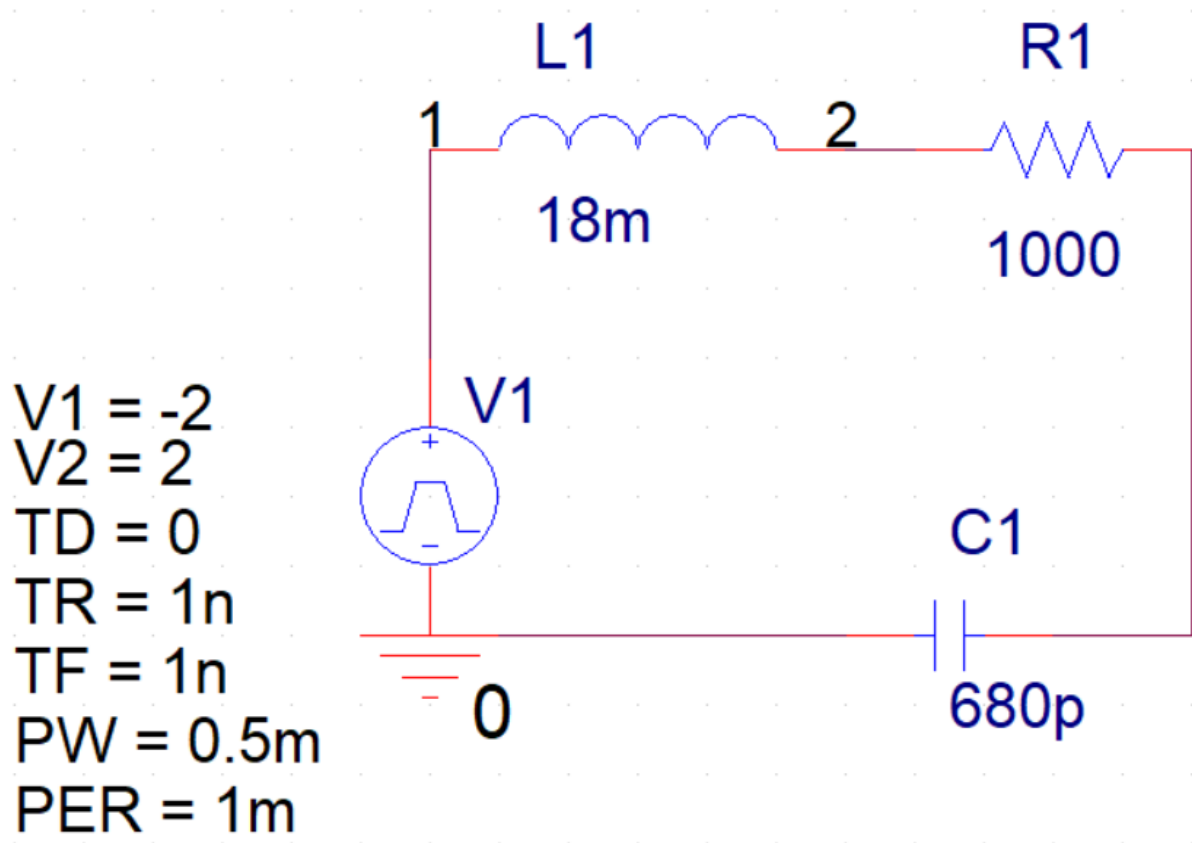 L1
R1
1
2
18m
1000
V1 = -2
V2 = 2
TD = 0
TR = 1n
TF = 1n
PW = 0.5m
PER = 1m
V1
+
−
C1
680p
0